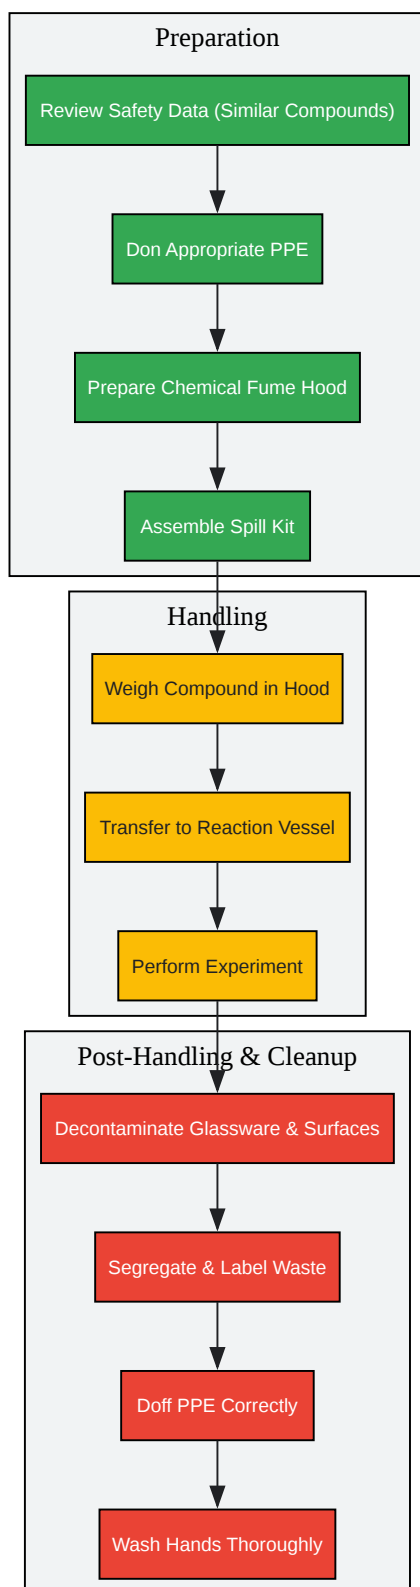 Preparation
Review Safety Data (Similar Compounds)
Don Appropriate PPE
Prepare Chemical Fume Hood
Assemble Spill Kit
Handling
Weigh Compound in Hood
Transfer to Reaction Vessel
Perform Experiment
Post-Handling & Cleanup
Decontaminate Glassware & Surfaces
Segregate & Label Waste
Doff PPE Correctly
Wash Hands Thoroughly